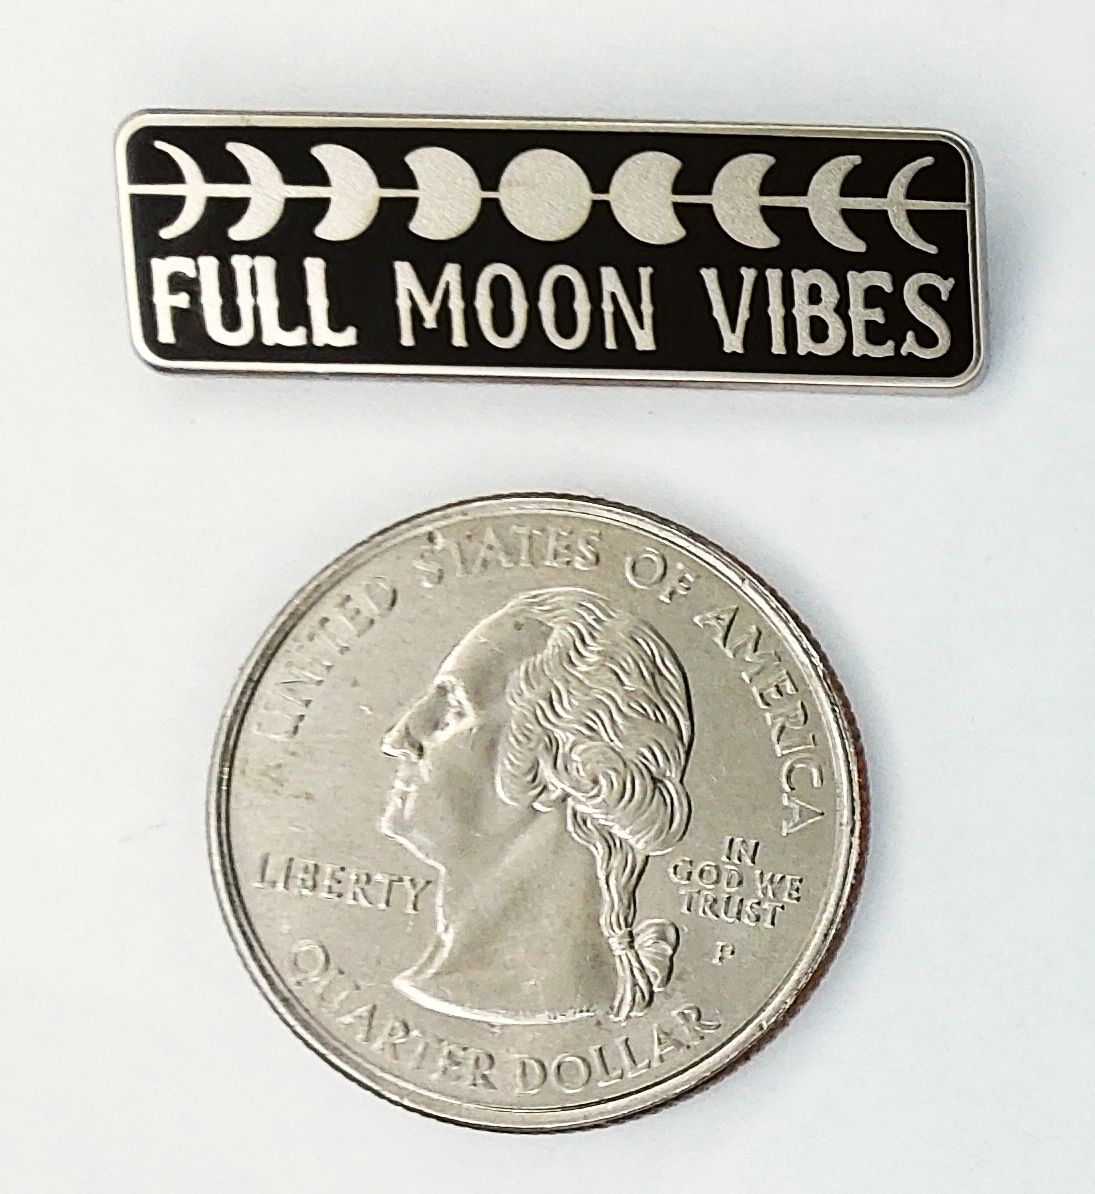 FULL MOON VIBES
UNITED STATES OF AMERICA
LIBERTY
IN
GOD WE
TRUST
P
QUARTER DOLLAR